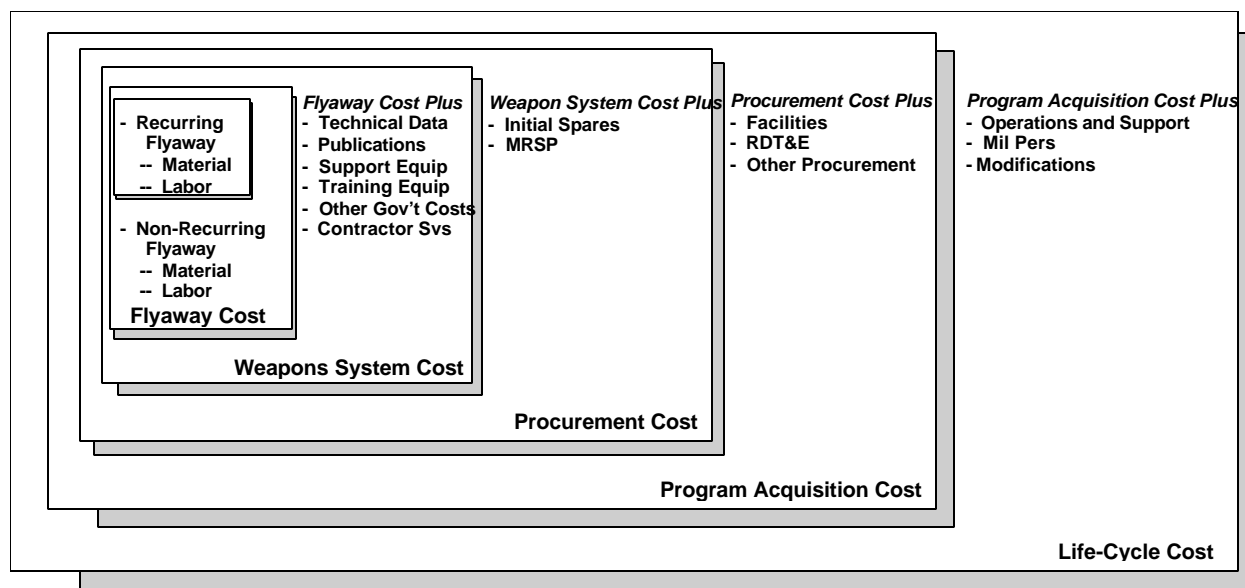 - Recurring
Flyaway
-- Material
-- Labor
- Non-Recurring
Flyaway
-- Material
-- Labor
Flyaway Cost
Flyaway Cost Plus
- Technical Data
- Publications
- Support Equip
- Training Equip
- Other Gov't Costs
- Contractor Svs
Weapons System Cost
Weapon System Cost Plus
- Initial Spares
- MRSP
Procurement Cost
Procurement Cost Plus
- Facilities
- RDT&E
- Other Procurement
Program Acquisition Cost
Program Acquisition Cost Plus
- Operations and Support
- Mil Pers
- Modifications
Life-Cycle Cost